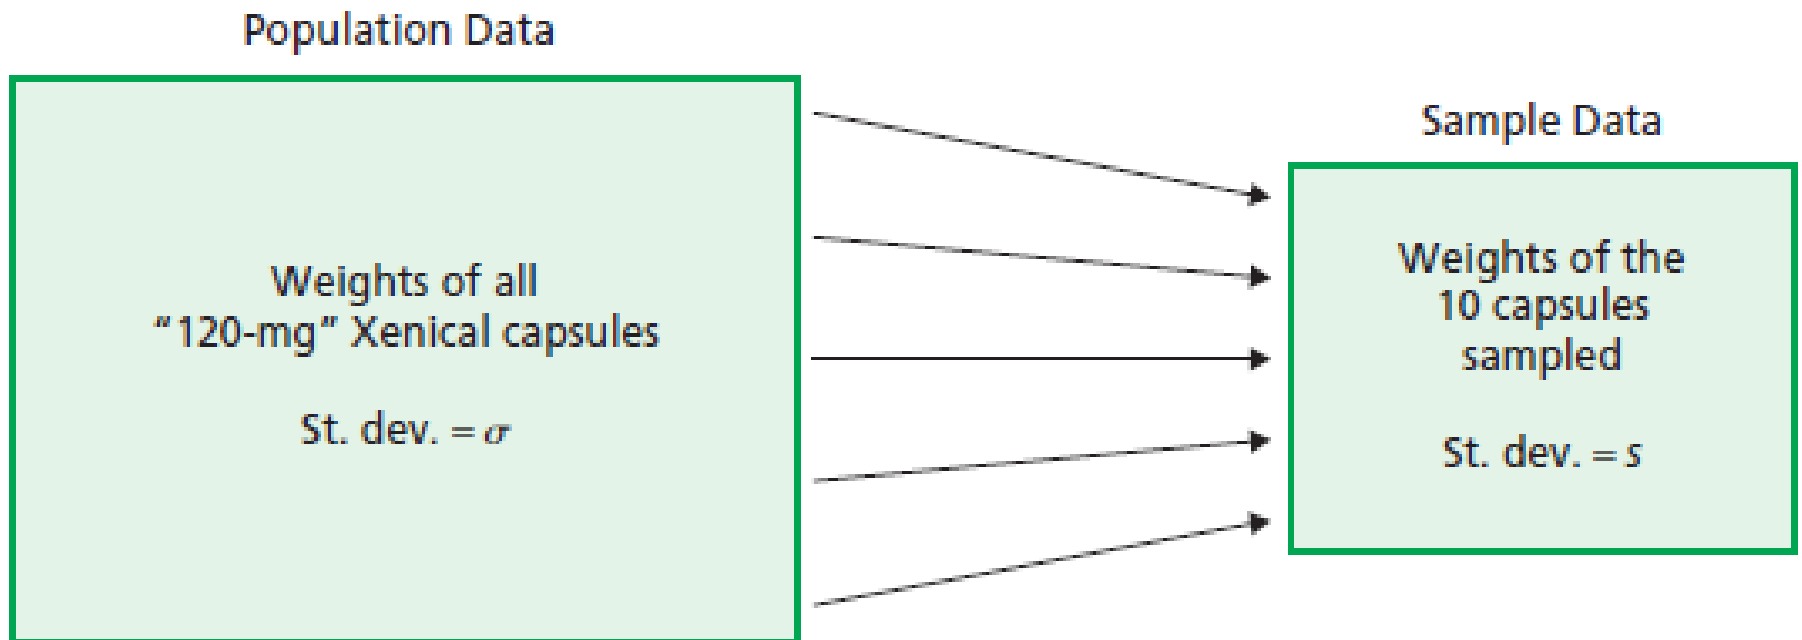 Population Data
Weights of all
“120-mg” Xenical capsules
St. dev. = σ
Sample Data
Weights of the
10 capsules
sampled
St. dev. = s